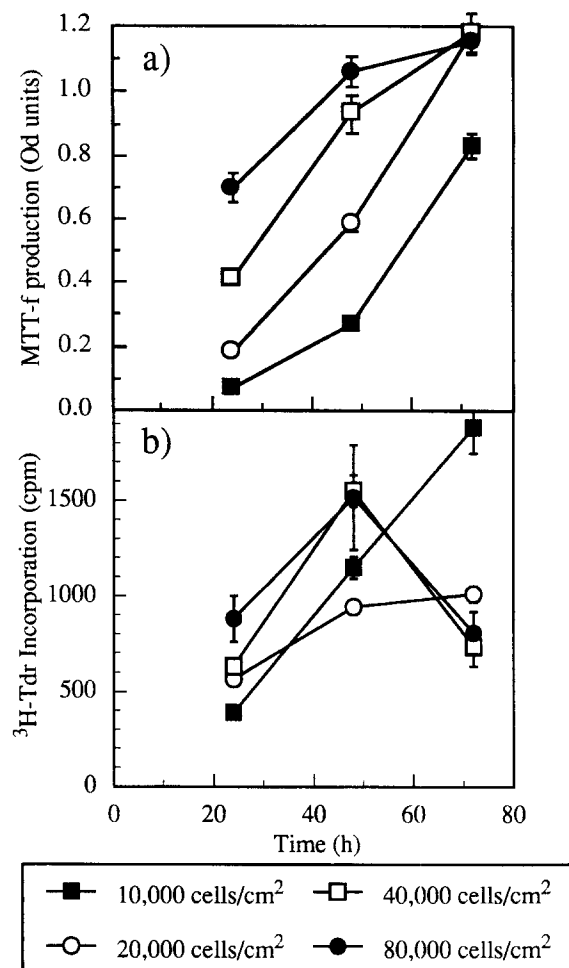 a)
MTT-f production (Od units)
1.2
1.0
0.8
0.6
0.4
0.2
0.0
b)
³H-Tdr Incorporation (cpm)
1500
1000
500
0
0 20 40 60 80
Time (h)
10,000 cells/cm² 40,000 cells/cm²
20,000 cells/cm² 80,000 cells/cm²